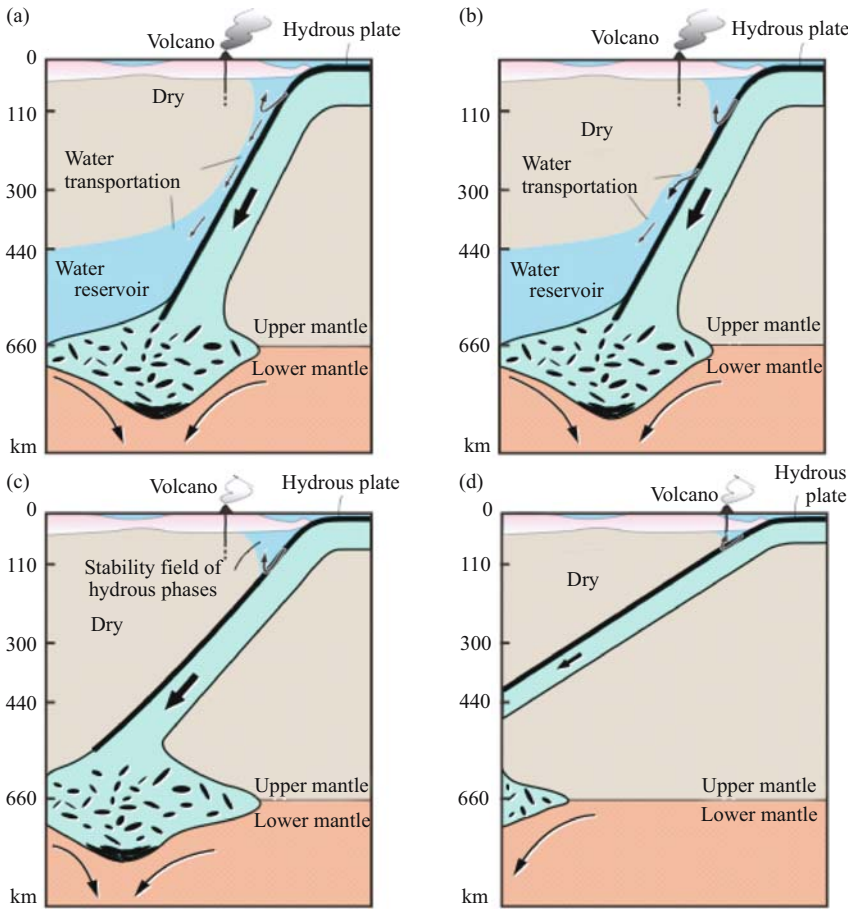 (a)
Volcano
Hydrous plate
0
Dry
110
Water
transportation
300
440
Water
reservoir
Upper mantle
660
Lower mantle
km
(b)
Volcano
Hydrous plate
0
110
Dry
Water
transportation
300
440
Water
reservoir
Upper mantle
660
Lower mantle
km
(c)
Volcano
Hydrous plate
0
110
Stability field of
hydrous phases
Dry
300
440
Upper mantle
660
Lower mantle
km
(d)
Hydrous
plate
Volcano
0
110
Dry
300
440
Upper mantle
660
Lower mantle
km